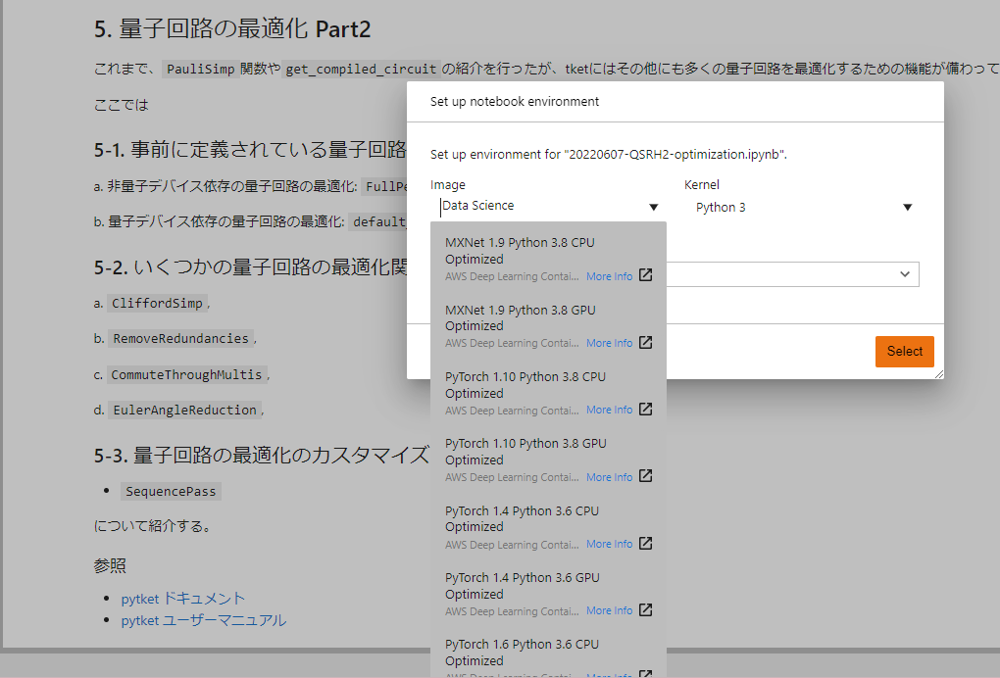 5. 量子回路の最適化 Part2
これまで、 PauliSimp 関数や get_compiled_circuit の紹介を行ったが、tketにはその他にも多くの量子回路を最適化するための機能が備わって
ここでは
5-1. 事前に定義されている量子回路
a. 非量子デバイス依存の量子回路の最適化: FullPe
b. 量子デバイス依存の量子回路の最適化: default
5-2. いくつかの量子回路の最適化関
a. CliffordSimp,
b. RemoveRedundancies,
c. CommuteThroughMultis,
d. EulerAngleReduction,
5-3. 量子回路の最適化のカスタマイズ
• SequencePass
について紹介する。
参照
• pytket ドキュメント
• pytket ユーザーマニュアル
Set up notebook environment
Set up environment for "20220607-QSRH2-optimization.ipynb".
Image
Data Science
Kernel
Python 3
MXNet 1.9 Python 3.8 CPU
Optimized
AWS Deep Learning Contai... More Info
MXNet 1.9 Python 3.8 GPU
Optimized
AWS Deep Learning Contai... More Info
PyTorch 1.10 Python 3.8 CPU
Optimized
AWS Deep Learning Contai... More Info
PyTorch 1.10 Python 3.8 GPU
Optimized
AWS Deep Learning Contai... More Info
PyTorch 1.4 Python 3.6 CPU
Optimized
AWS Deep Learning Contai... More Info
PyTorch 1.4 Python 3.6 GPU
Optimized
AWS Deep Learning Contai... More Info
PyTorch 1.6 Python 3.6 CPU
Optimized
AWS Deep Learning Contai... More Info
Select